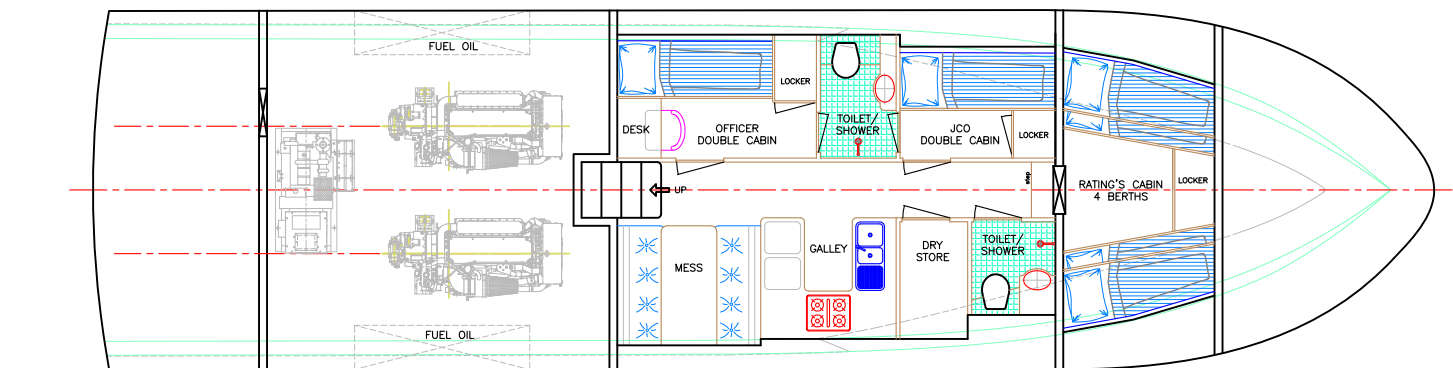 FUEL OIL
LOCKER
DESK
OFFICER
DOUBLE CABIN
TOILET/
SHOWER
JCO
DOUBLE CABIN
LOCKER
UP
step
RATING'S CABIN
4 BERTHS
LOCKER
MESS
GALLEY
DRY
STORE
TOILET/
SHOWER
FUEL OIL